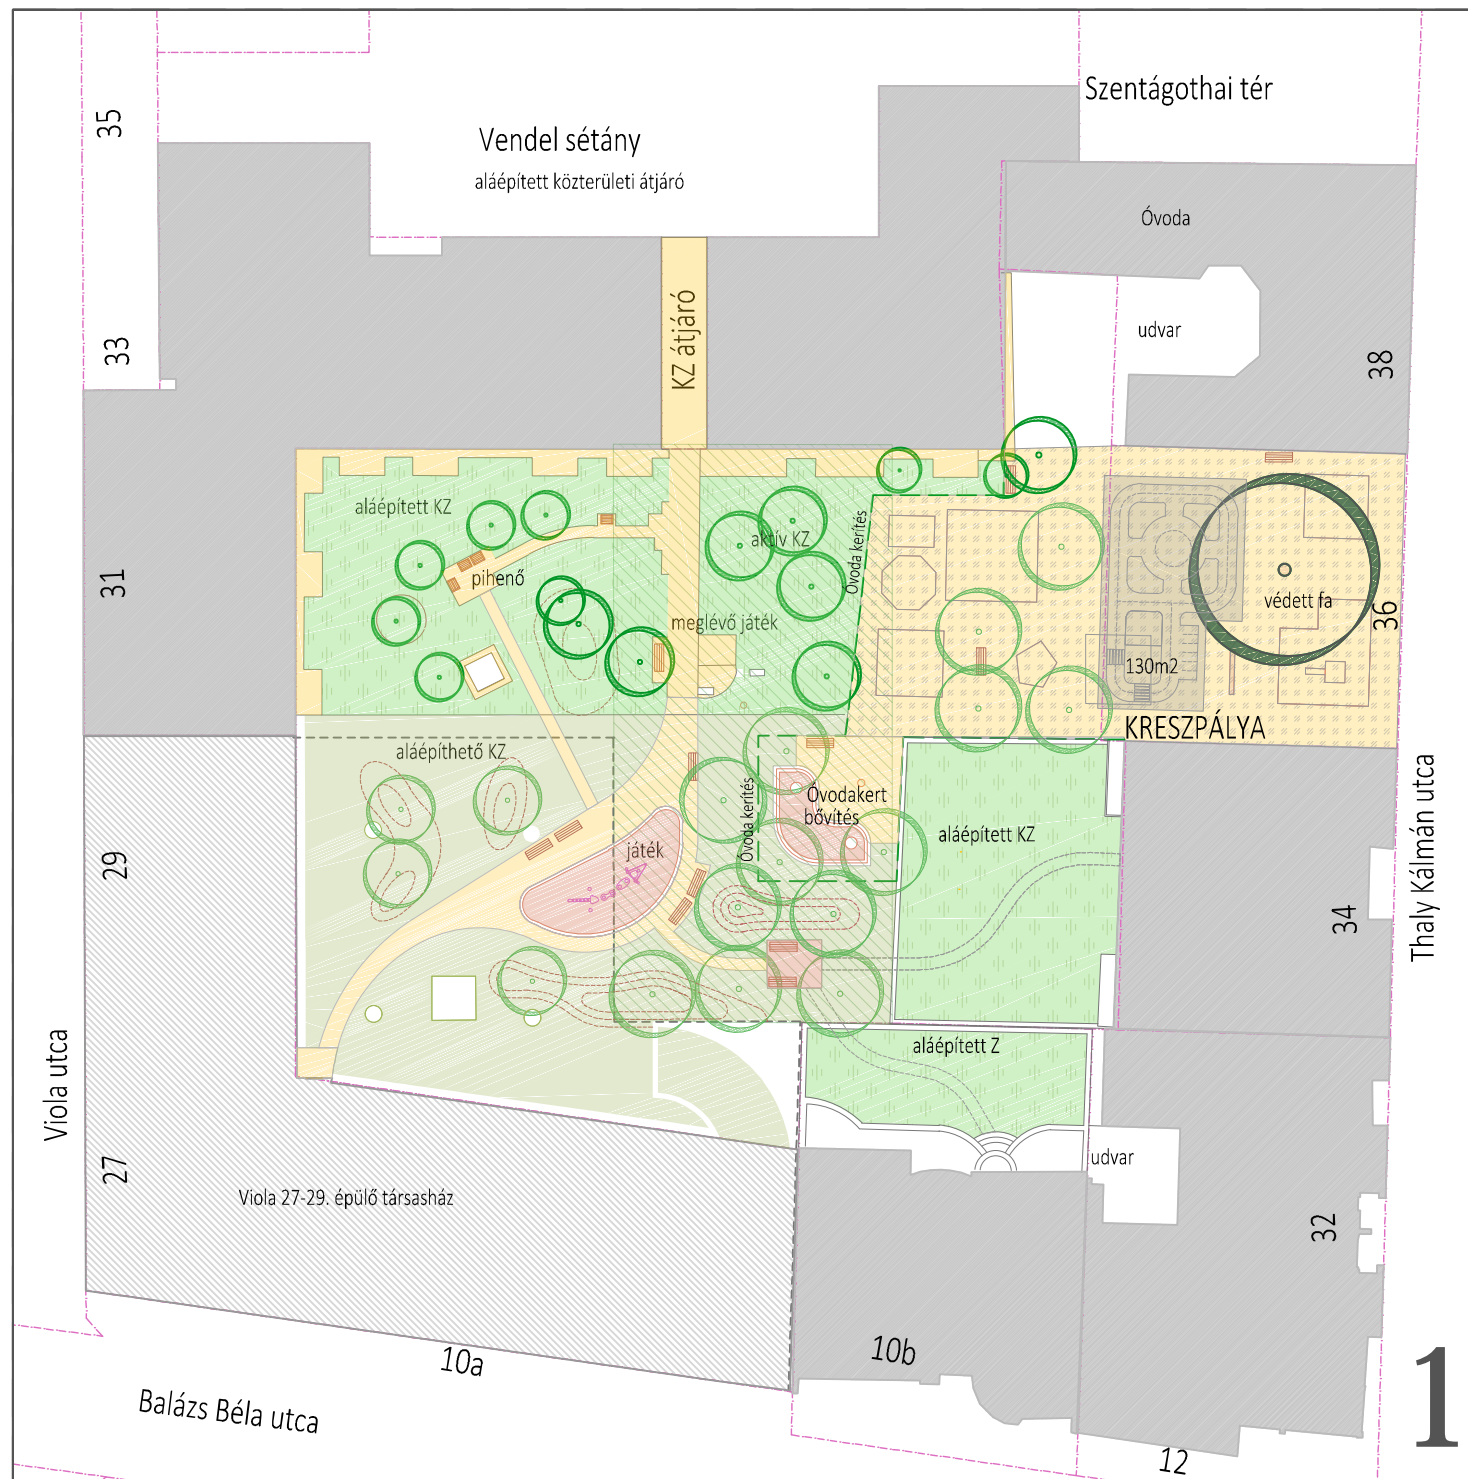 Szentágothai tér
35
Vendel sétány
aláépített közterületi átjáró
Óvoda
KZ átjáró
udvar
33
38
aláépített KZ
aktív KZ
Óvoda kerítés
pihenő
31
védett fa
36
meglévő játék
130m2
KRESZPÁLYA
aláépíthető KZ
Óvoda kerítés
Óvodakert
bővítés
Thaly Kálmán utca
29
játék
aláépített KZ
34
Viola utca
aláépített Z
27
udvar
Viola 27-29. épülő társasház
32
10a
10b
Balázs Béla utca
12
1